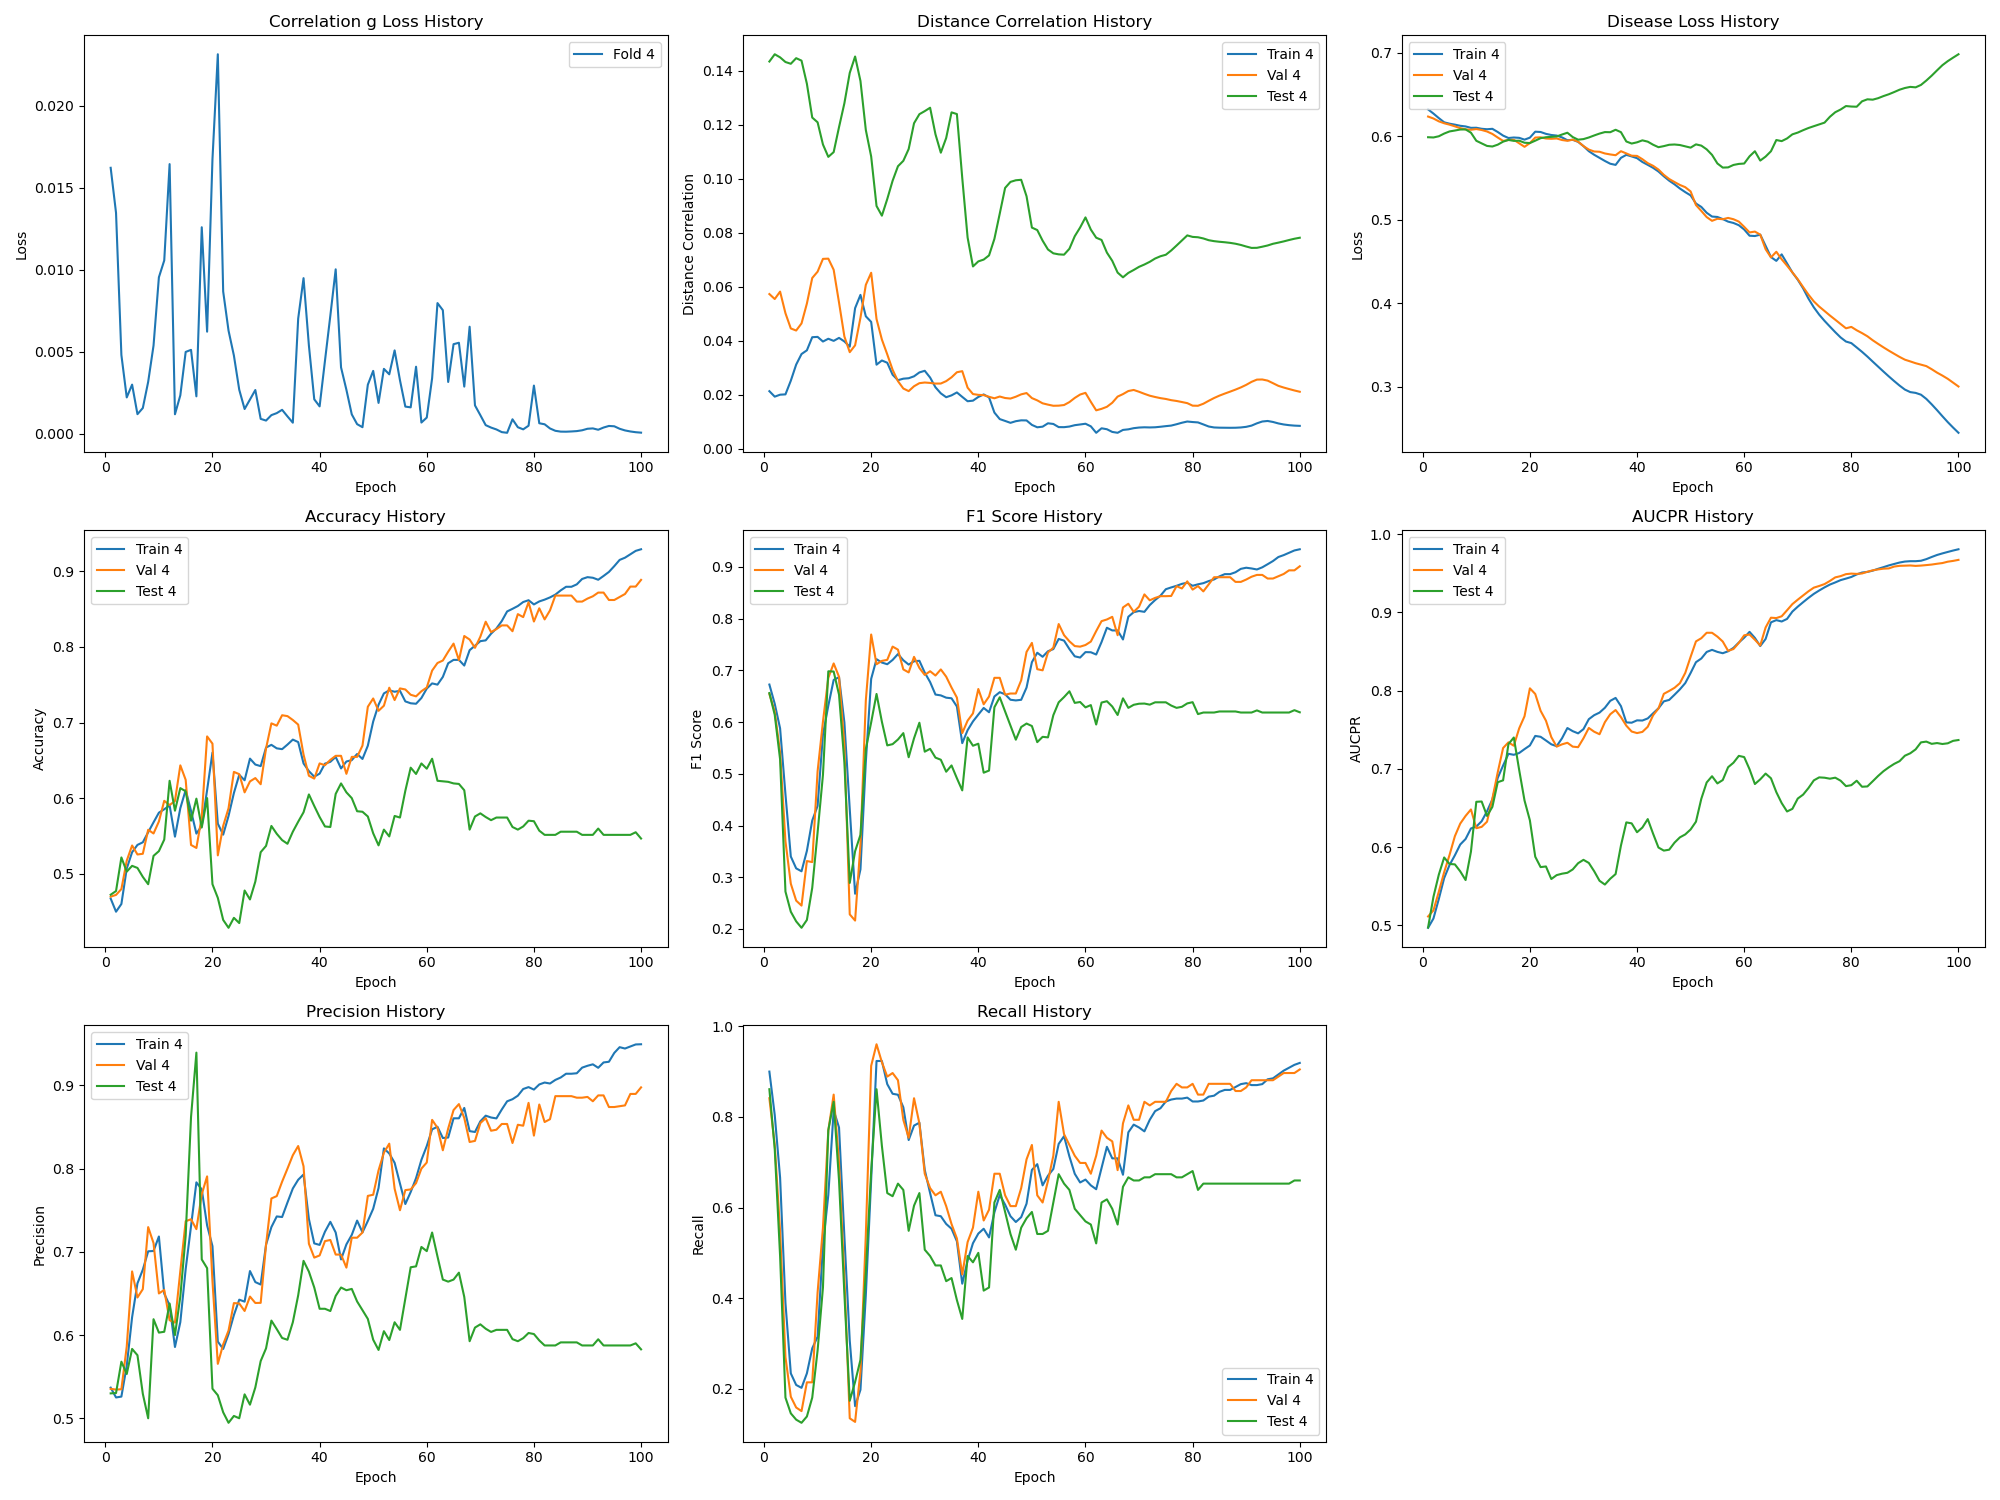 Correlation g Loss History
Fold 4
Loss
0.020
0.015
0.010
0.005
0.000
0 20 40 60 80 100
Epoch
Distance Correlation History
Train 4
Val 4
Test 4
Distance Correlation
0.14
0.12
0.10
0.08
0.06
0.04
0.02
0.00
0 20 40 60 80 100
Epoch
Disease Loss History
Train 4
Val 4
Test 4
Loss
0.7
0.6
0.5
0.4
0.3
0 20 40 60 80 100
Epoch
Accuracy History
Train 4
Val 4
Test 4
Accuracy
0.9
0.8
0.7
0.6
0.5
0 20 40 60 80 100
Epoch
F1 Score History
Train 4
Val 4
Test 4
F1 Score
0.9
0.8
0.7
0.6
0.5
0.4
0.3
0.2
0 20 40 60 80 100
Epoch
AUCPR History
Train 4
Val 4
Test 4
AUCPR
1.0
0.9
0.8
0.7
0.6
0.5
0 20 40 60 80 100
Epoch
Precision History
Train 4
Val 4
Test 4
Precision
0.9
0.8
0.7
0.6
0.5
0 20 40 60 80 100
Epoch
Recall History
Train 4
Val 4
Test 4
Recall
1.0
0.8
0.6
0.4
0.2
0 20 40 60 80 100
Epoch